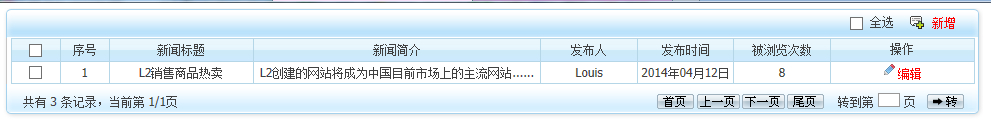 全选 新增
序号 新闻标题 新闻简介 发布人 发布时间 被浏览次数 操作
1 L2销售商品热卖 L2创建的网站将成为中国目前市场上的主流网站...... Louis 2014年04月12日 8 编辑
共有 3 条记录，当前第 1/1页 首页 上一页 下一页 尾页 转到第 页 转